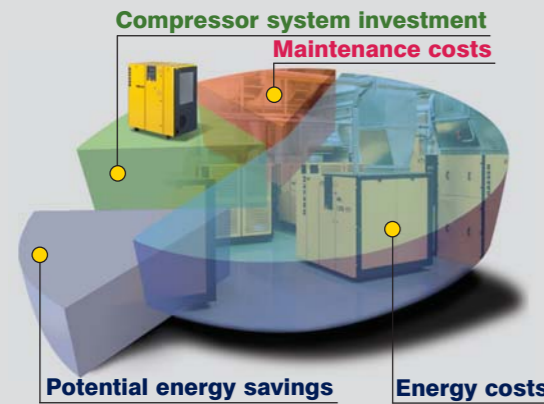 Compressor system investment
Maintenance costs
Potential energy savings
Energy costs